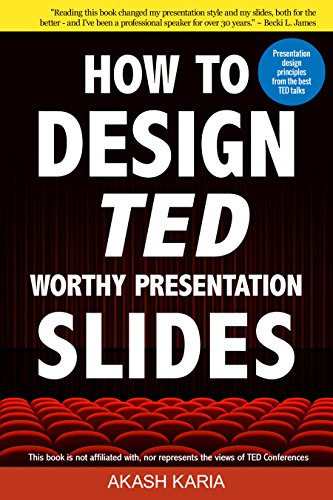 "Reading this book changed my presentation style and my slides, both for the
better - and I've been a professional speaker for over 30 years." ~ Becki L. James
Presentation
design
principles
from the best
TED talks
HOW TO
DESIGN
TED
WORTHY PRESENTATION
SLIDES
This book is not affiliated with, nor represents the views of TED Conferences
AKASH KARIA